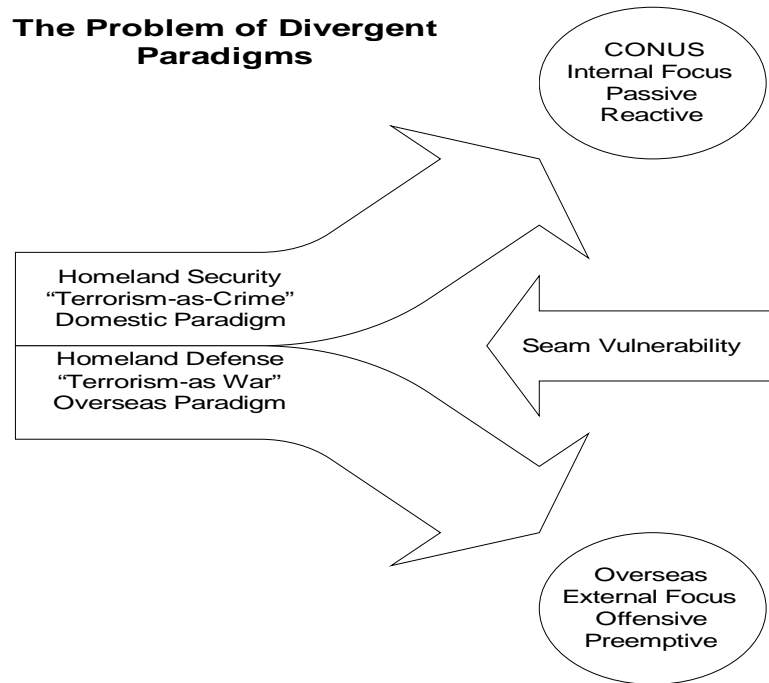 The Problem of Divergent
Paradigms
CONUS
Internal Focus
Passive
Reactive
Homeland Security
“Terrorism-as-Crime”
Domestic Paradigm
Homeland Defense
“Terrorism-as War”
Overseas Paradigm
Seam Vulnerability
Overseas
External Focus
Offensive
Preemptive